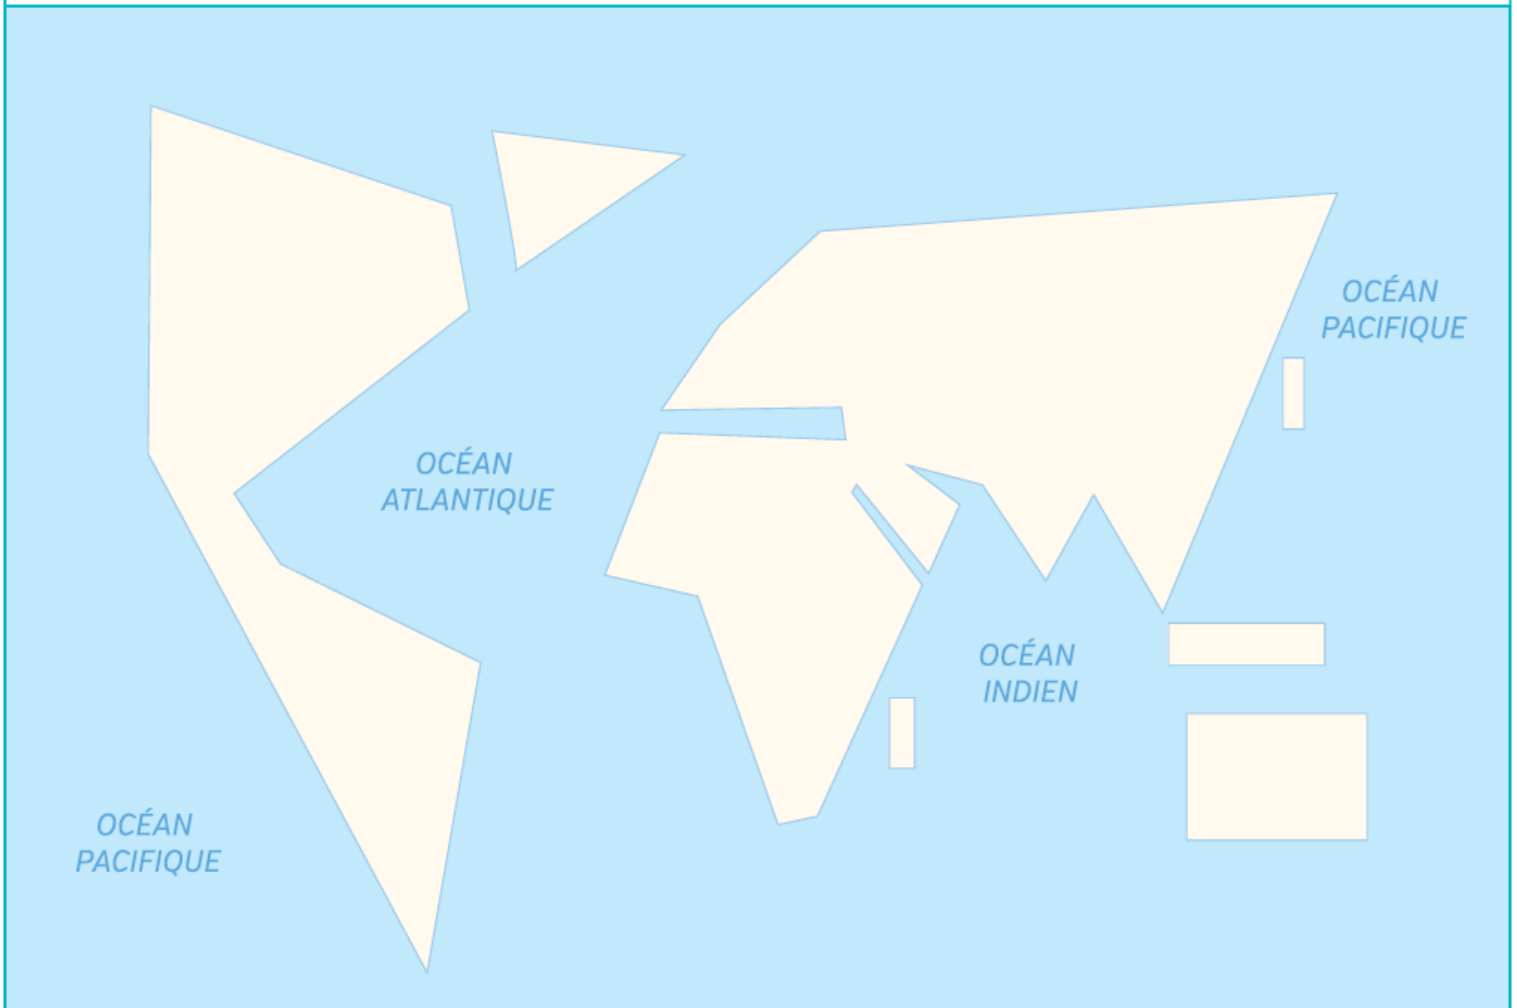 OCÉAN
PACIFIQUE
OCÉAN
ATLANTIQUE
OCÉAN
INDIEN
OCÉAN
PACIFIQUE